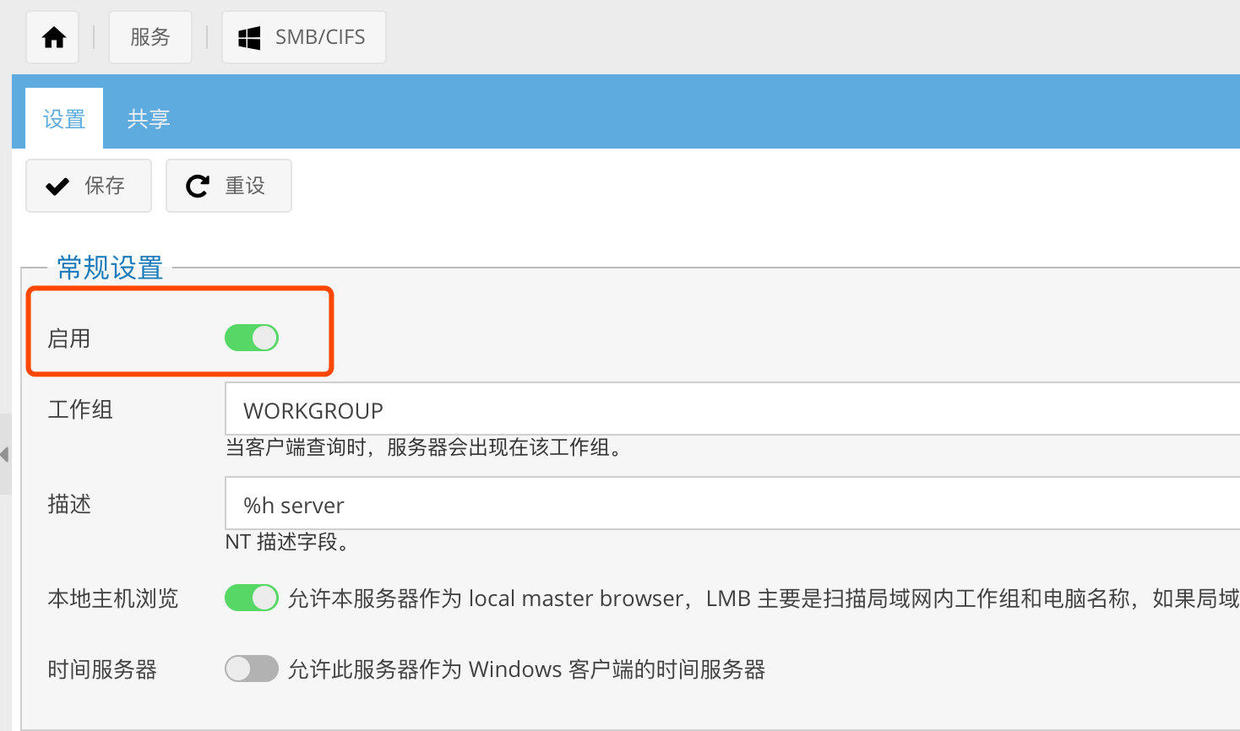 服务
SMB/CIFS
设置
共享
保存
重设
常规设置
启用
工作组
WORKGROUP
当客户端查询时，服务器会出现在该工作组。
描述
%h server
NT 描述字段。
本地主机浏览
允许本服务器作为 local master browser，LMB 主要是扫描局域网内工作组和电脑名称，如果局域
时间服务器
允许此服务器作为 Windows 客户端的时间服务器